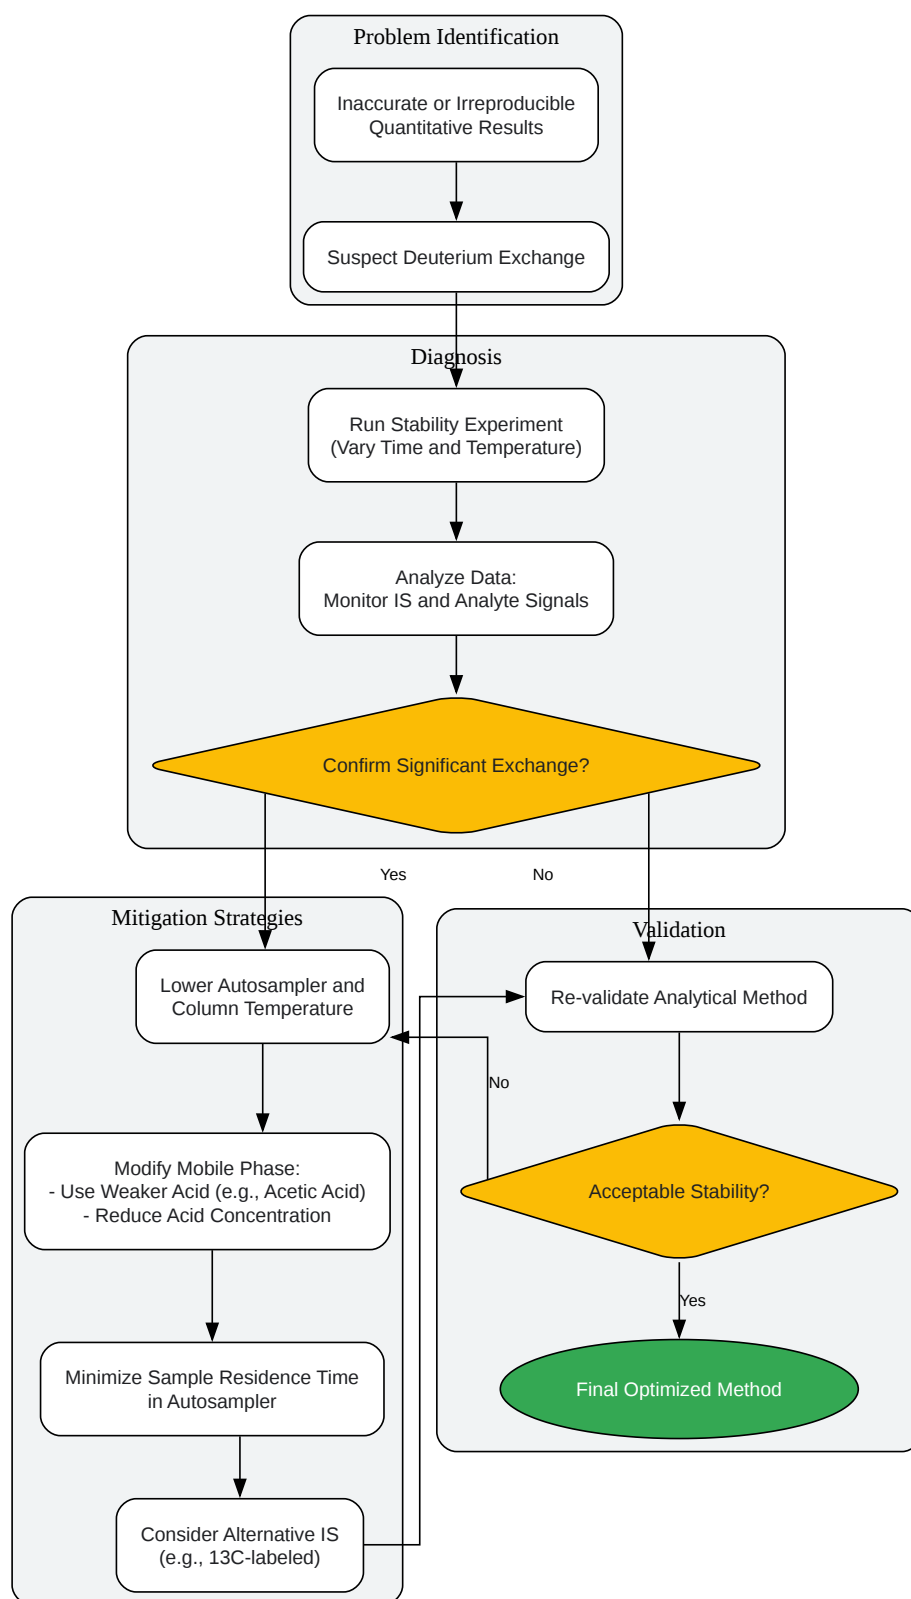 Problem Identification
Inaccurate or Irreproducible
Quantitative Results
Suspect Deuterium Exchange
Diagnosis
Run Stability Experiment
(Vary Time and Temperature)
Analyze Data:
Monitor IS and Analyte Signals
Confirm Significant Exchange?
Yes
No
Mitigation Strategies
Lower Autosampler and
Column Temperature
Modify Mobile Phase:
- Use Weaker Acid (e.g., Acetic Acid)
- Reduce Acid Concentration
Minimize Sample Residence Time
in Autosampler
Consider Alternative IS
(e.g., 13C-labeled)
Validation
Re-validate Analytical Method
No
Acceptable Stability?
Yes
Final Optimized Method